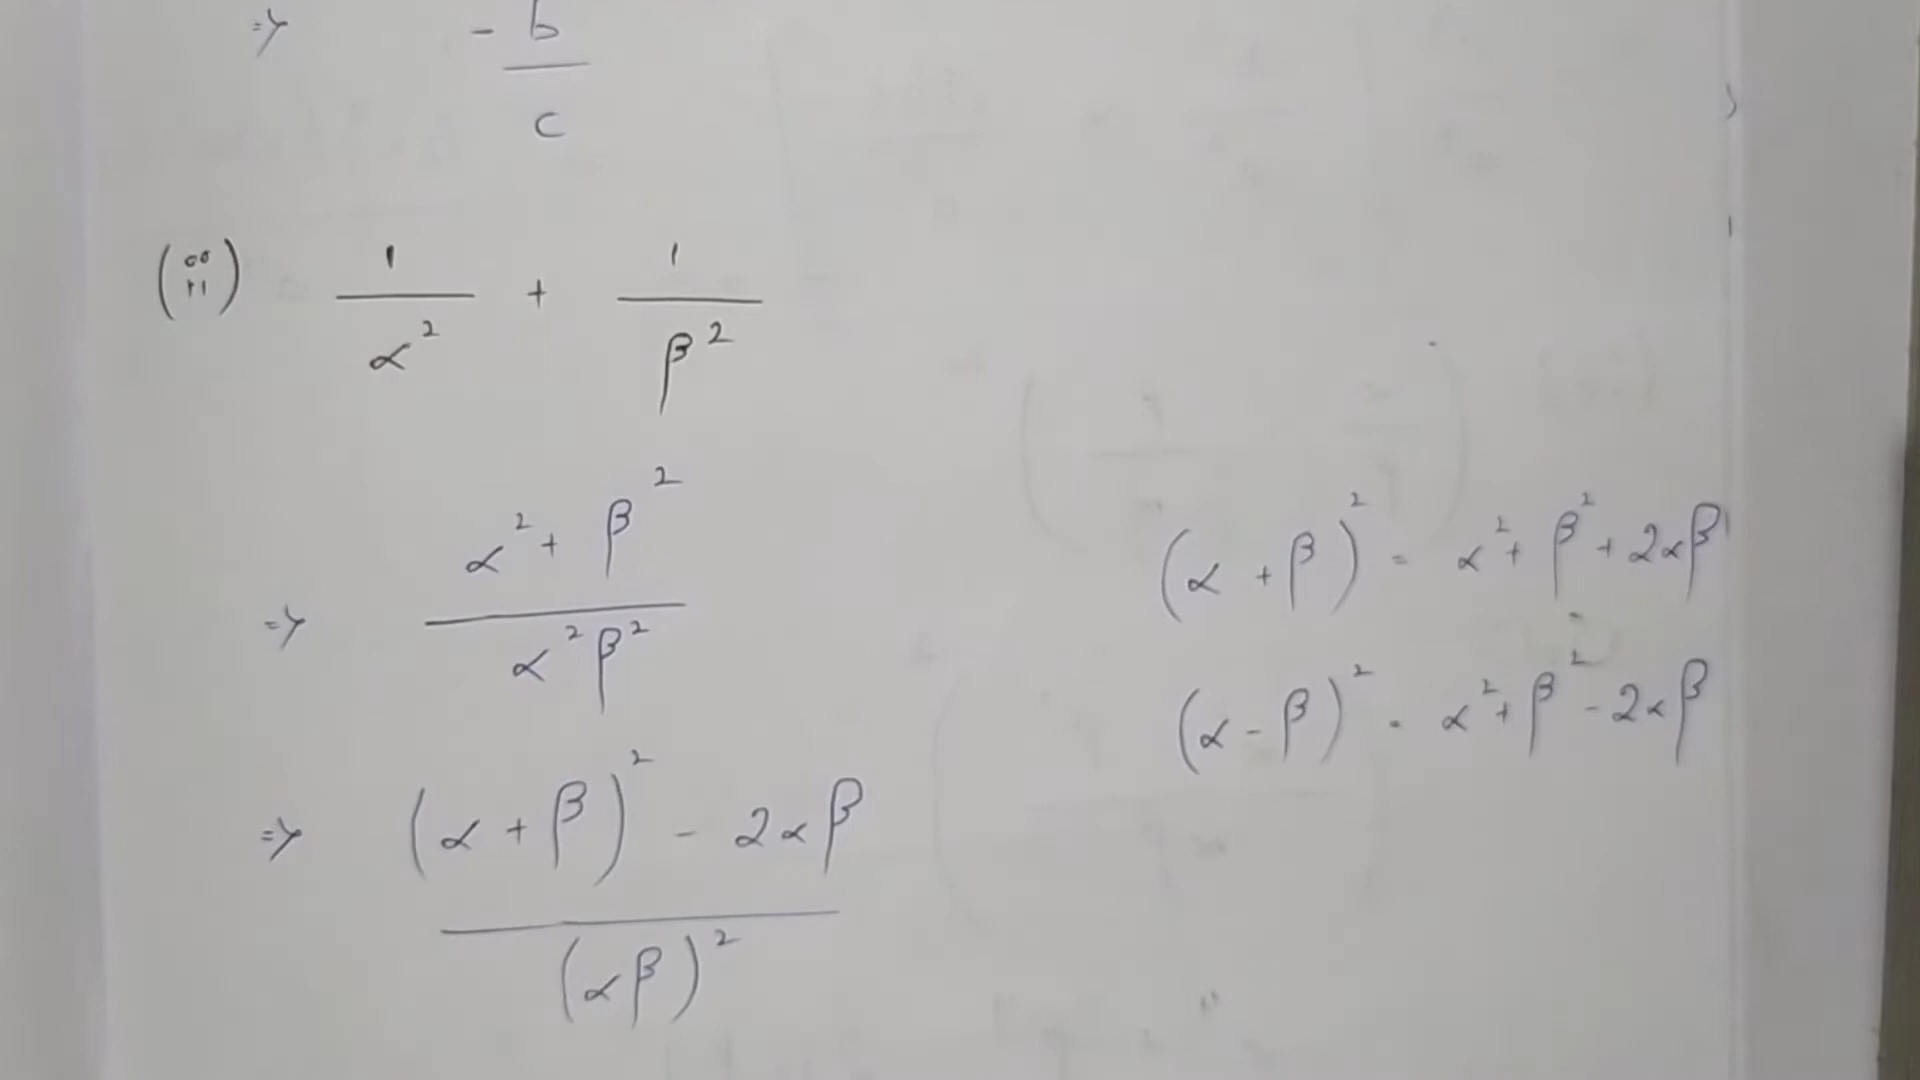 ⇒ - b/c
(ii) 1/α² + 1/β²
⇒ α² + β² / α²β²
(α + β)² = α² + β² + 2αβ
(α - β)² = α² + β² - 2αβ
⇒ (α + β)² - 2αβ / (αβ)²